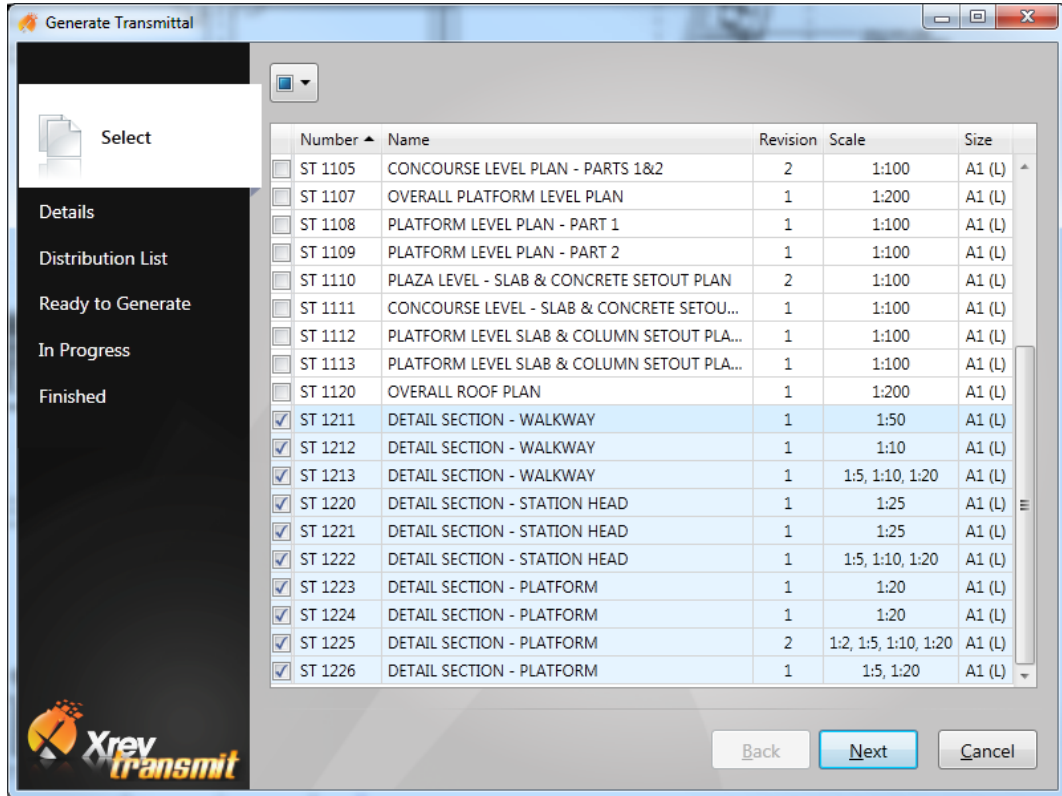 Generate Transmittal
Select
Details
Distribution List
Ready to Generate
In Progress
Finished
Number Name Revision Scale Size
ST 1105 CONCOURSE LEVEL PLAN - PARTS 1&2 2 1:100 A1 (L)
ST 1107 OVERALL PLATFORM LEVEL PLAN 1 1:200 A1 (L)
ST 1108 PLATFORM LEVEL PLAN - PART 1 1 1:100 A1 (L)
ST 1109 PLATFORM LEVEL PLAN - PART 2 1 1:100 A1 (L)
ST 1110 PLAZA LEVEL - SLAB & CONCRETE SETOUT PLAN 2 1:100 A1 (L)
ST 1111 CONCOURSE LEVEL - SLAB & CONCRETE SETOU... 1 1:100 A1 (L)
ST 1112 PLATFORM LEVEL SLAB & COLUMN SETOUT PLA... 1 1:100 A1 (L)
ST 1113 PLATFORM LEVEL SLAB & COLUMN SETOUT PLA... 1 1:100 A1 (L)
ST 1120 OVERALL ROOF PLAN 1 1:200 A1 (L)
ST 1211 DETAIL SECTION - WALKWAY 1 1:50 A1 (L)
ST 1212 DETAIL SECTION - WALKWAY 1 1:10 A1 (L)
ST 1213 DETAIL SECTION - WALKWAY 1 1:5, 1:10, 1:20 A1 (L)
ST 1220 DETAIL SECTION - STATION HEAD 1 1:25 A1 (L)
ST 1221 DETAIL SECTION - STATION HEAD 1 1:25 A1 (L)
ST 1222 DETAIL SECTION - STATION HEAD 1 1:5, 1:10, 1:20 A1 (L)
ST 1223 DETAIL SECTION - PLATFORM 1 1:20 A1 (L)
ST 1224 DETAIL SECTION - PLATFORM 1 1:20 A1 (L)
ST 1225 DETAIL SECTION - PLATFORM 2 1:2, 1:5, 1:10, 1:20 A1 (L)
ST 1226 DETAIL SECTION - PLATFORM 1 1:5, 1:20 A1 (L)
Xrev
transmit
Back Next Cancel